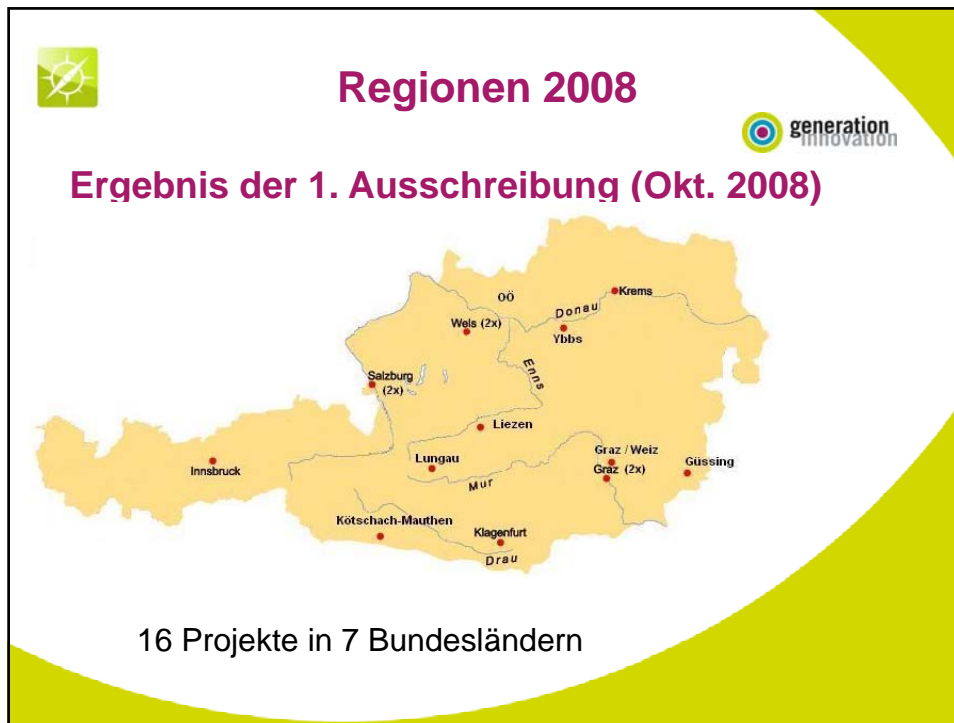 Regionen 2008
generation
innovation
Ergebnis der 1. Ausschreibung (Okt. 2008)
OÖ
Krems
Donau
Wels (2x)
Ybbs
Enns
Salzburg
(2x)
Liezen
Graz / Weiz
Lungau
Güssing
Innsbruck
Graz (2x)
Mur
Kötschach-Mauthen
Klagenfurt
Drau
16 Projekte in 7 Bundesländern